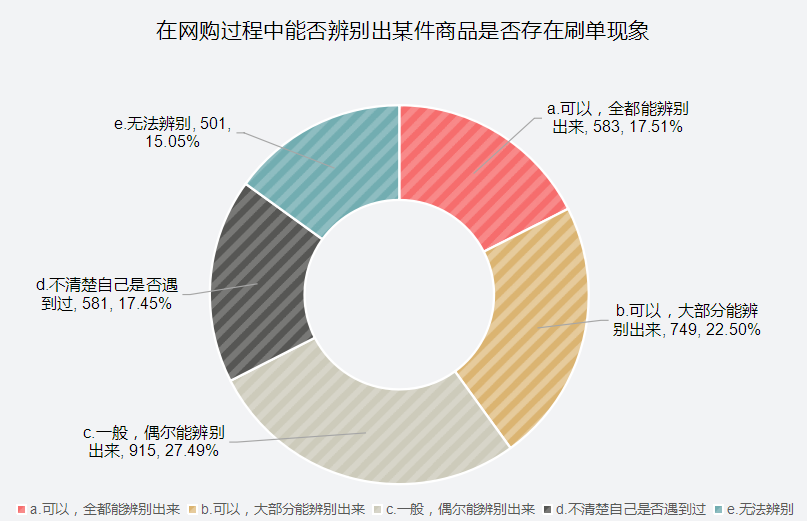 在网购过程中能否辨别出某件商品是否存在刷单现象
a.可以，全都能辨别
出来, 583, 17.51%
b.可以，大部分能辨
别出来, 749, 22.50%
c.一般，偶尔能辨别
出来, 915, 27.49%
d.不清楚自己是否遇
到过, 581, 17.45%
e.无法辨别, 501,
15.05%
a.可以，全都能辨别出来 b.可以，大部分能辨别出来 c.一般，偶尔能辨别出来 d.不清楚自己是否遇到过 e.无法辨别